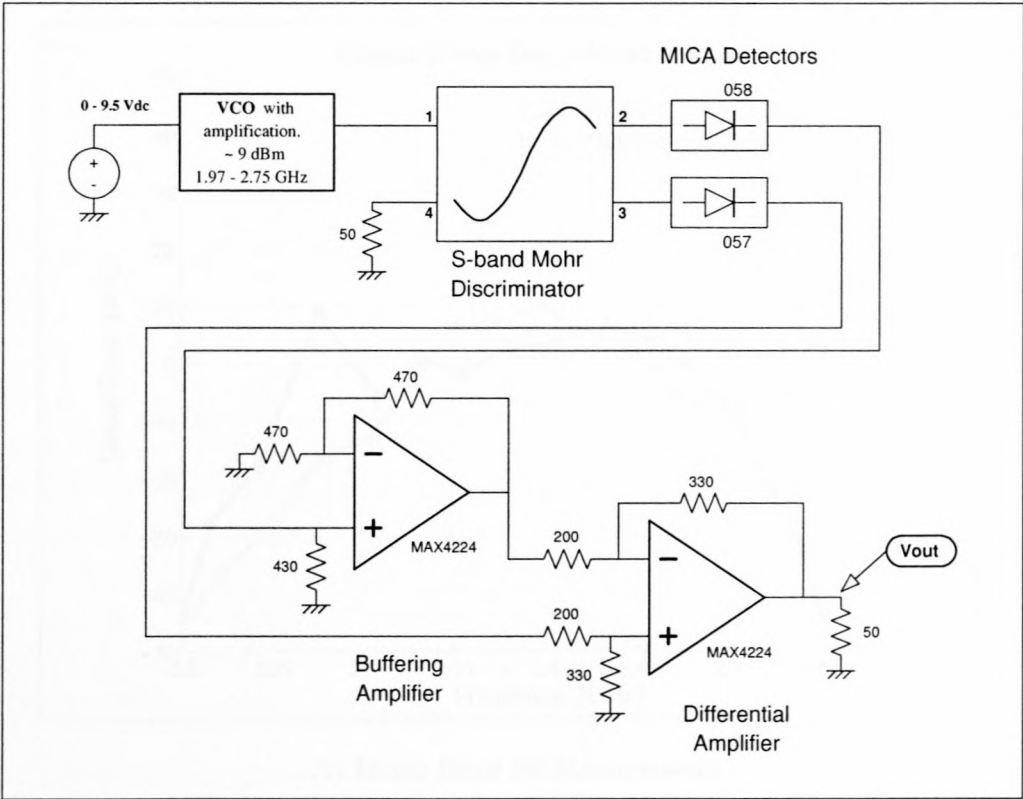 MICA Detectors
0 - 9.5 Vdc
+
-
VCO with
amplification.
~ 9 dBm
1.97 - 2.75 GHz
1
2
058
4
3
057
50
S-band Mohr
Discriminator
470
470
−
+
MAX4224
430
330
200
−
Vout
200
+
MAX4224
50
330
Buffering
Amplifier
Differential
Amplifier